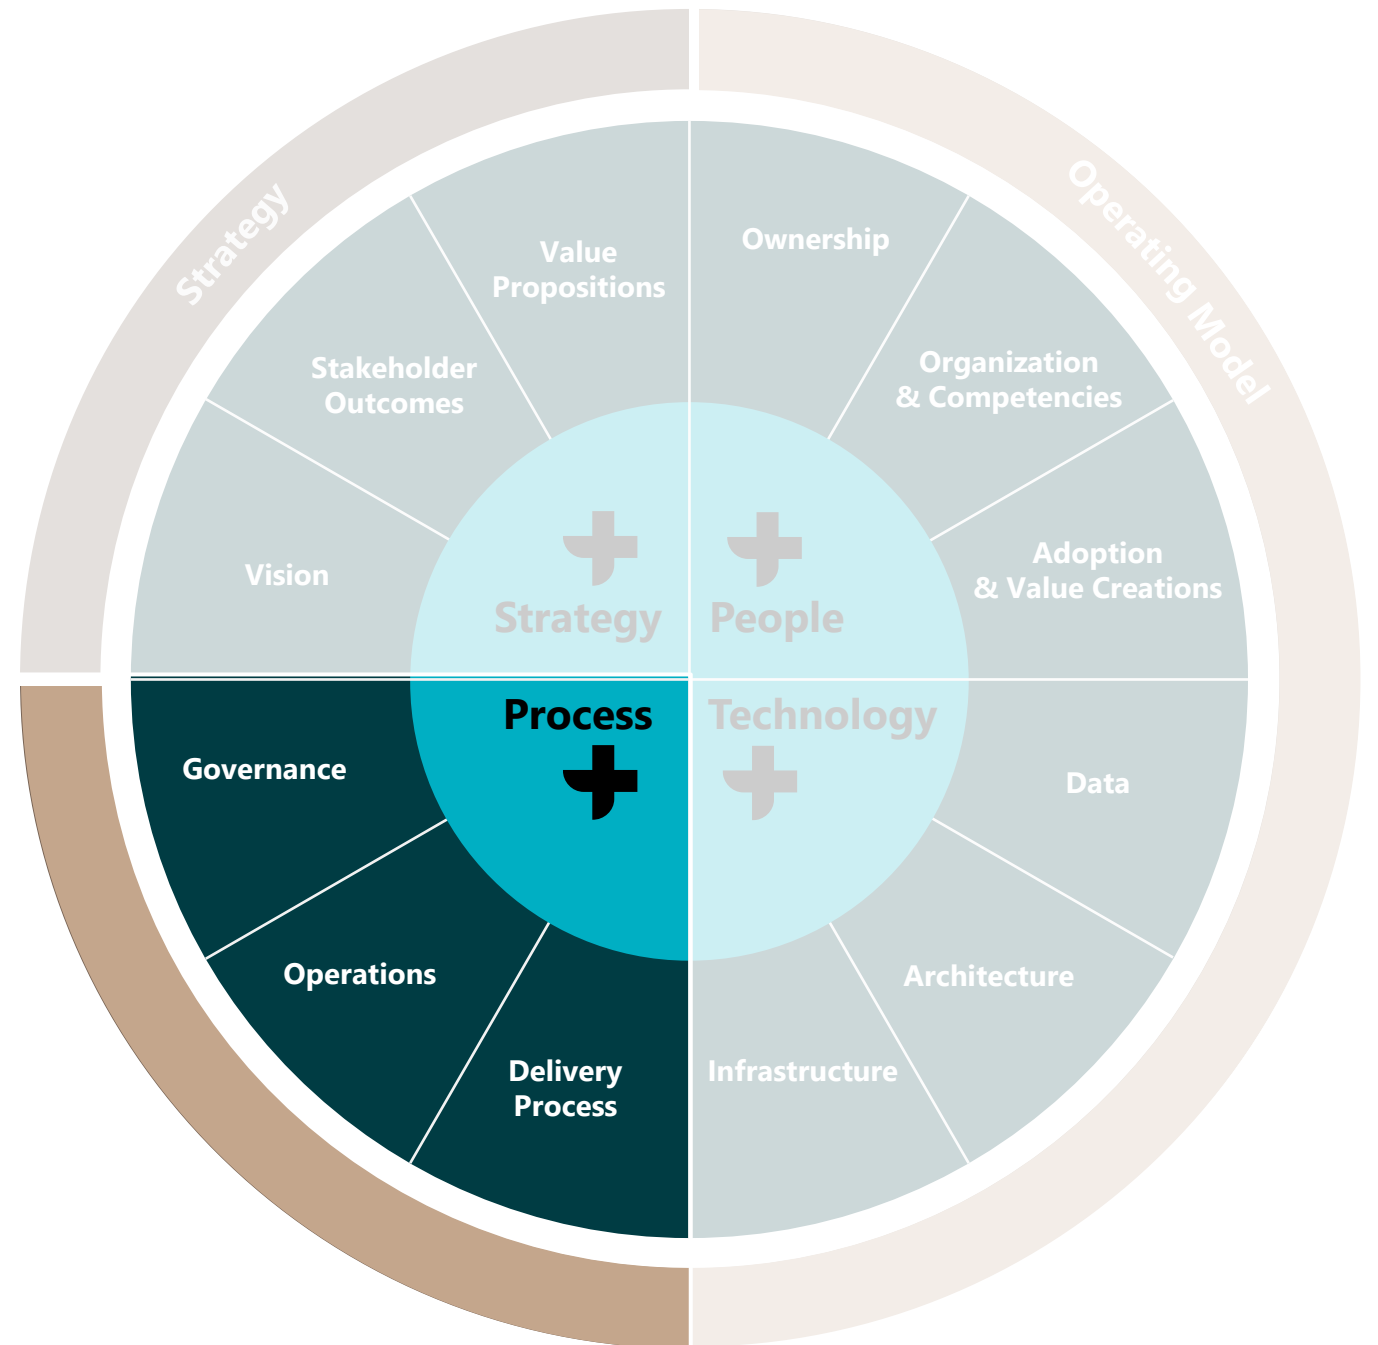 Strategy
Operating Model
Value
Propositions
Ownership
Stakeholder
Outcomes
Organization
& Competencies
Vision
Adoption
& Value Creations
Strategy
People
Process
Technology
Governance
Data
Operations
Architecture
Delivery
Process
Infrastructure